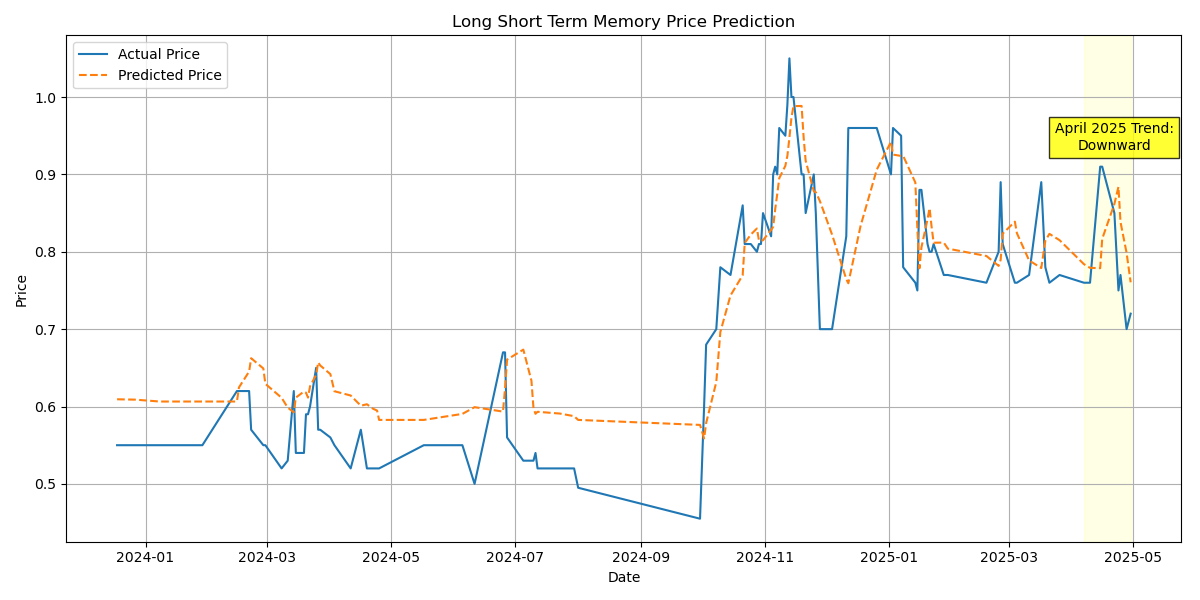 Long Short Term Memory Price Prediction
Actual Price
Predicted Price
April 2025 Trend:
Downward
Price
1.0
0.9
0.8
0.7
0.6
0.5
2024-01
2024-03
2024-05
2024-07
2024-09
2024-11
2025-01
2025-03
2025-05
Date